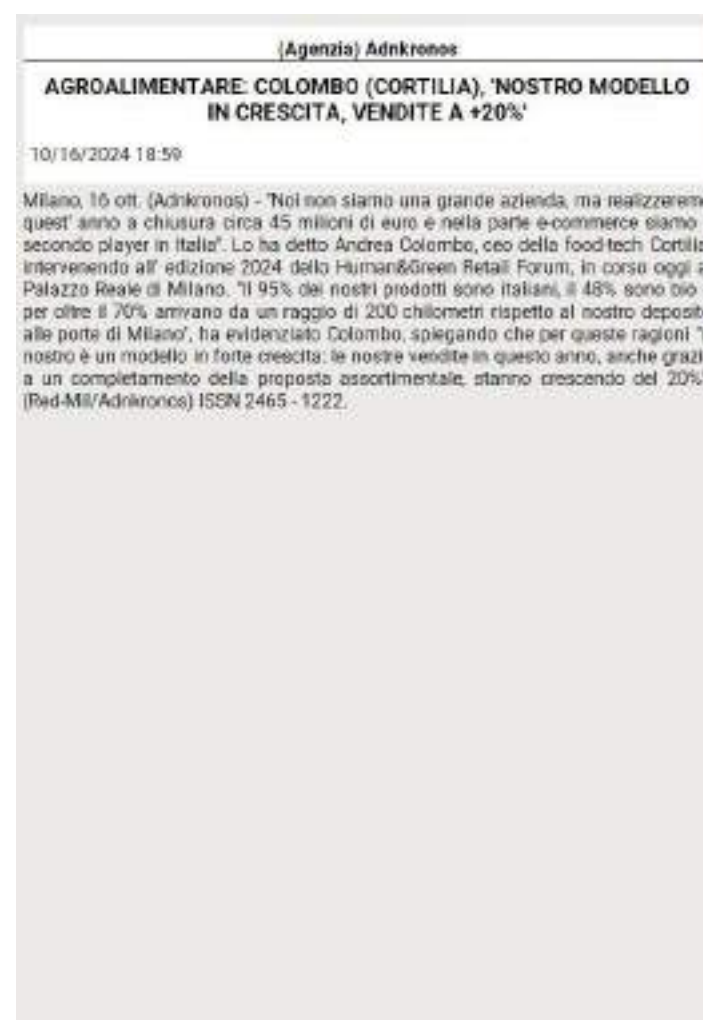 (Agenzia) Adnkronos
AGROALIMENTARE: COLOMBO (CORTILIA), 'NOSTRO MODELLO
IN CRESCITA, VENDITE A +20%'
10/16/2024 18:59
Milano, 16 ott. (Adnkronos) - "Noi non siamo una grande azienda, ma realizzerem
quest' anno a chiusura circa 45 milioni di euro e nella parte e-commerce siamo
secondo player in Italia". Lo ha detto Andrea Colombo, ceo della food-tech Cortilia
intervenendo all' edizione 2024 dello Human&Green Retail Forum, in corso oggi a
Palazzo Reale di Milano. "Il 95% dei nostri prodotti sono italiani, il 48% sono bio
per oltre il 70% arrivano da un raggio di 200 chilometri rispetto al nostro deposito
alle porte di Milano", ha evidenziato Colombo, spiegando che per queste ragioni "
nostro è un modello in forte crescita: le nostre vendite in questo anno, anche grazi
a un completamento della proposta assortimentale, stanno crescendo del 20%"
(Red-Mil/Adnkronos) ISSN 2465 - 1222.